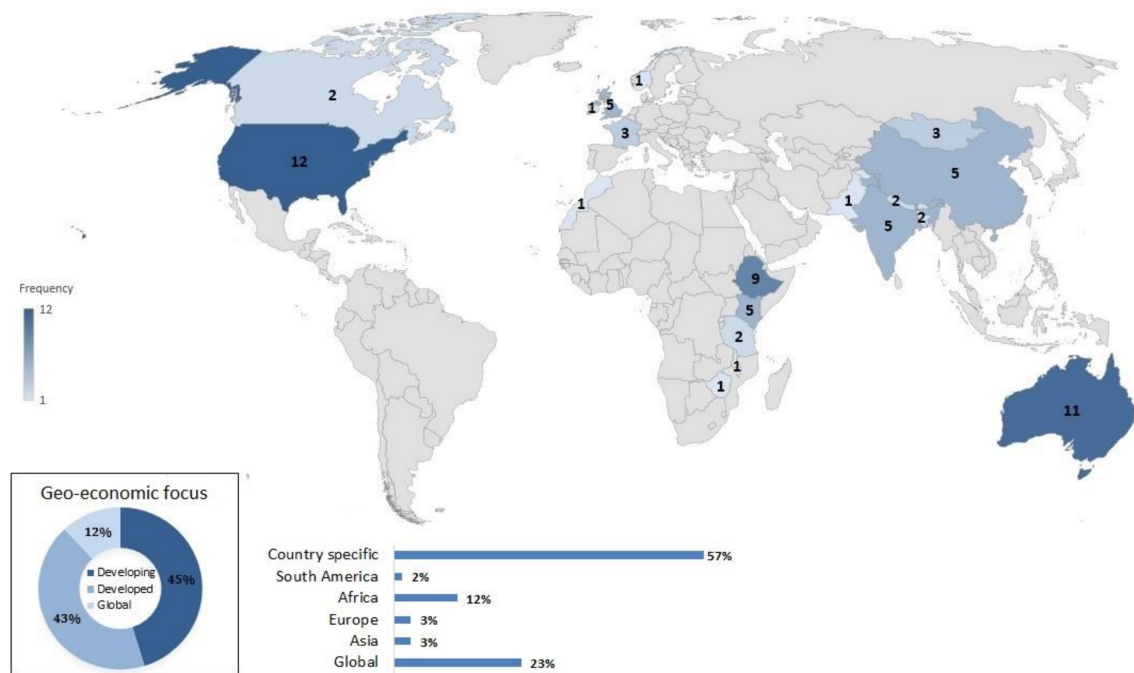 1
2
1
5
3
3
12
5
1
2
1
2
5
9
Frequency
5
12
2
1
1
1
11
Geo-economic focus
12%
Developing
45%
Developed
Global
43%
Country specific
57%
South America
2%
Africa
12%
Europe
3%
Asia
3%
Global
23%